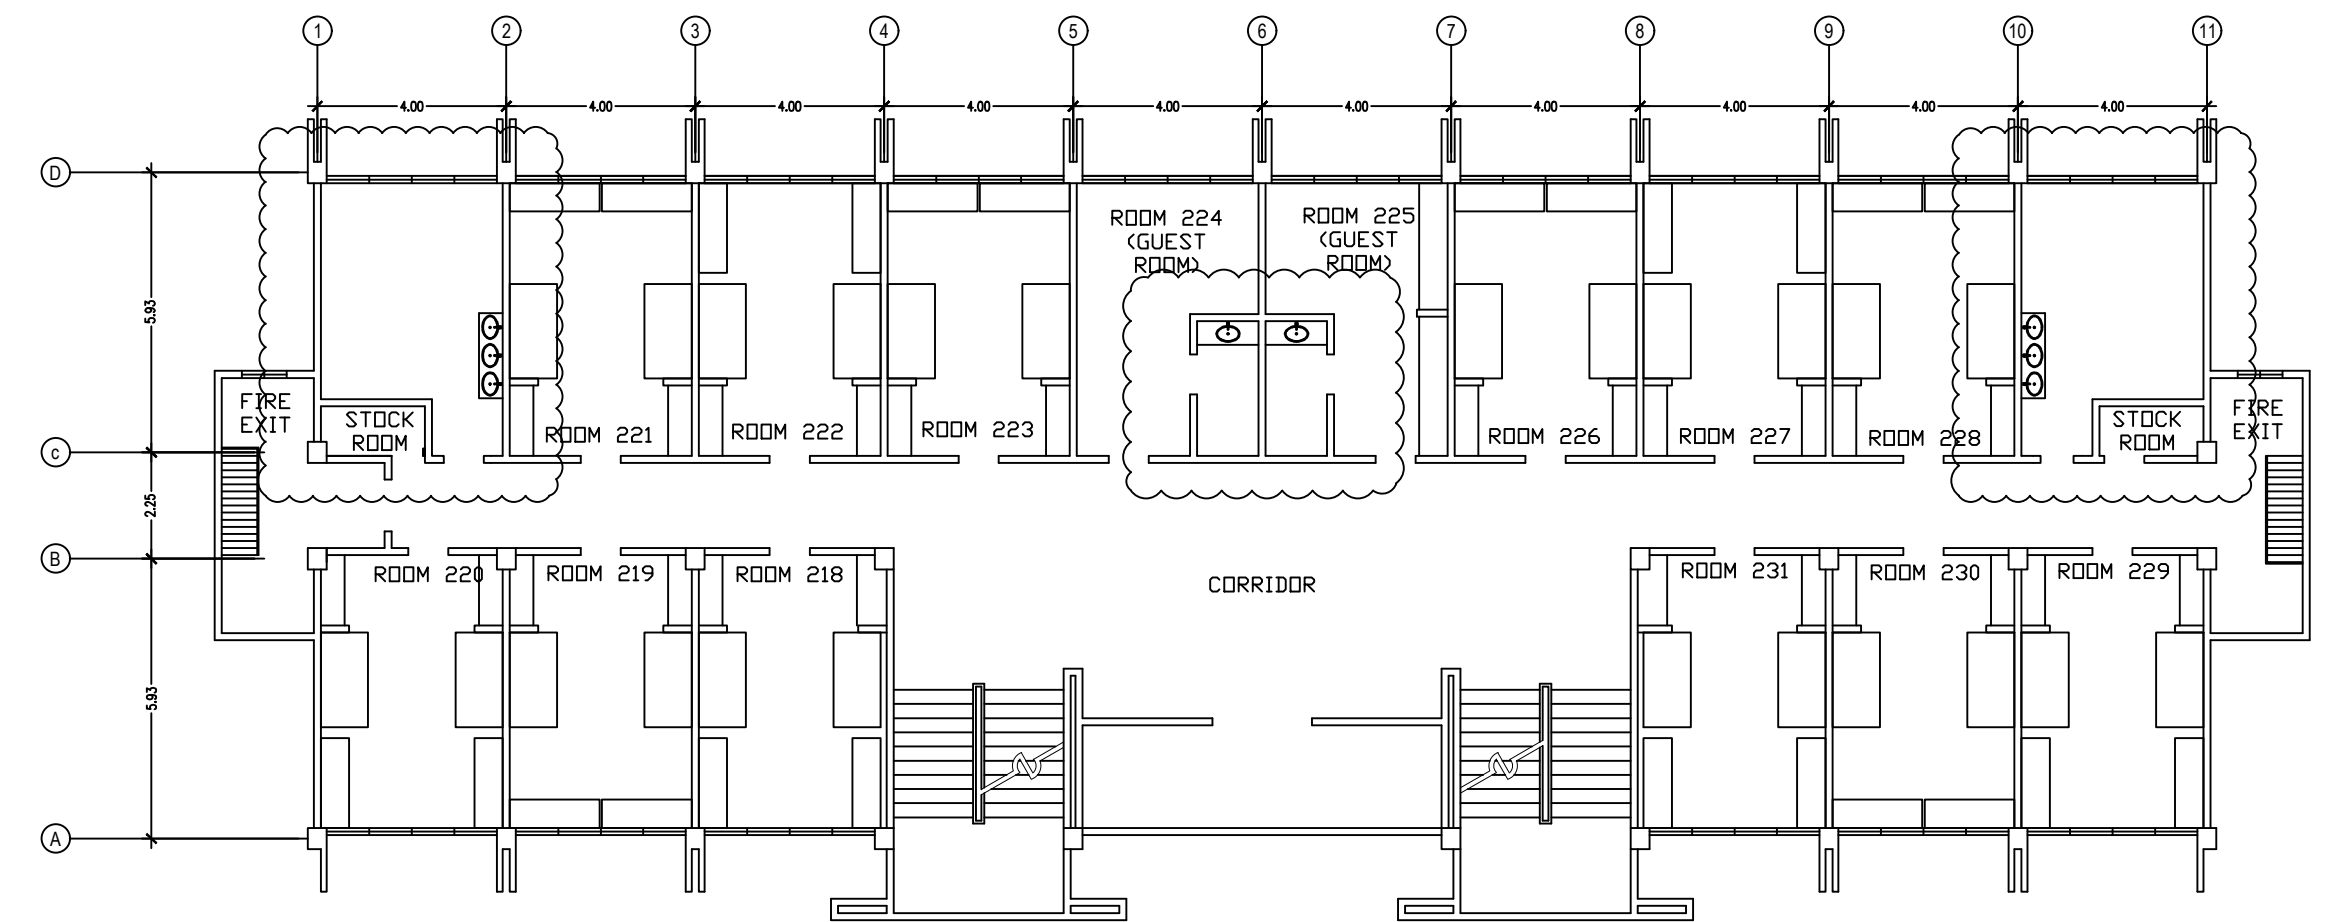 1 2 3 4 5 6 7 8 9 10 11
4.00 4.00 4.00 4.00 4.00 4.00 4.00 4.00 4.00 4.00
D
ROOM 224
(GUEST
ROOM)
ROOM 225
(GUEST
ROOM)
5.93
FIRE
EXIT
STOCK
ROOM
ROOM 221
ROOM 222
ROOM 223
ROOM 226
ROOM 227
ROOM 228
STOCK
ROOM
FIRE
EXIT
c
2.25
B
ROOM 220
ROOM 219
ROOM 218
CORRIDOR
ROOM 231
ROOM 230
ROOM 229
5.93
A